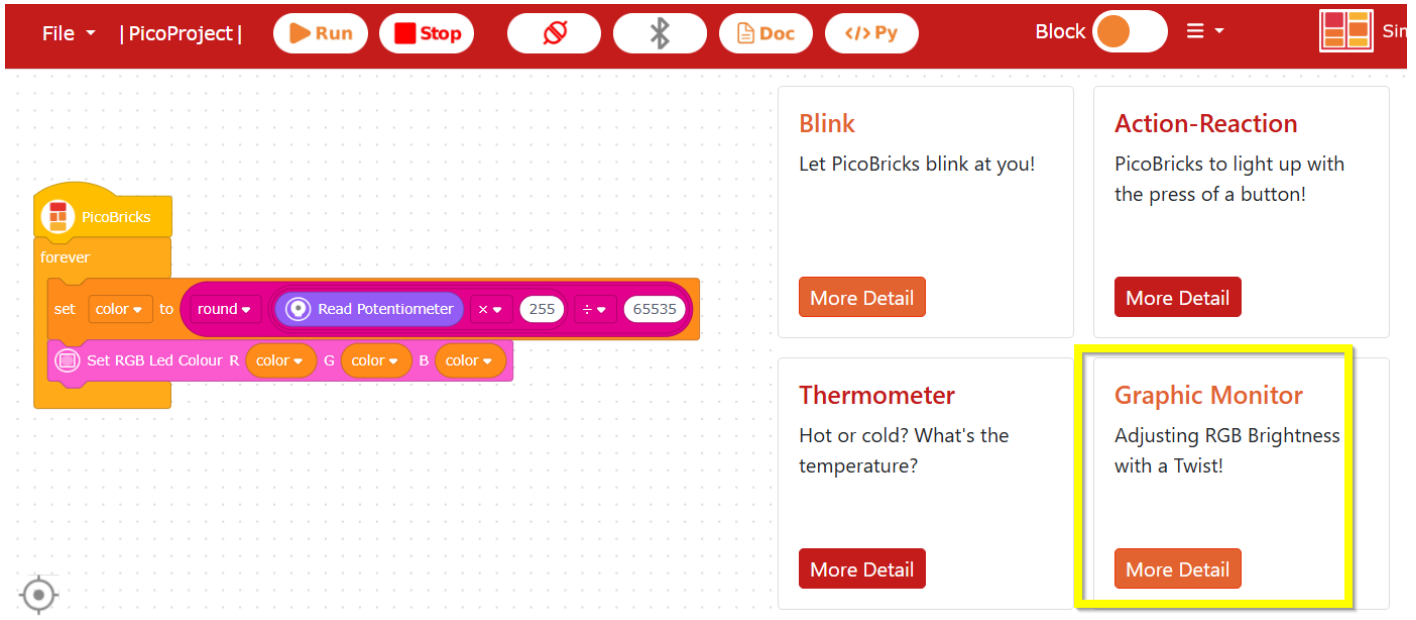 File |PicoProject| Run Stop Doc </> Py Block Sim
PicoBricks
forever
set color to round Read Potentiometer × 255 ÷ 65535
Set RGB Led Colour R color G color B color
Blink
Let PicoBricks blink at you!
More Detail
Action-Reaction
PicoBricks to light up with
the press of a button!
More Detail
Thermometer
Hot or cold? What's the
temperature?
More Detail
Graphic Monitor
Adjusting RGB Brightness
with a Twist!
More Detail